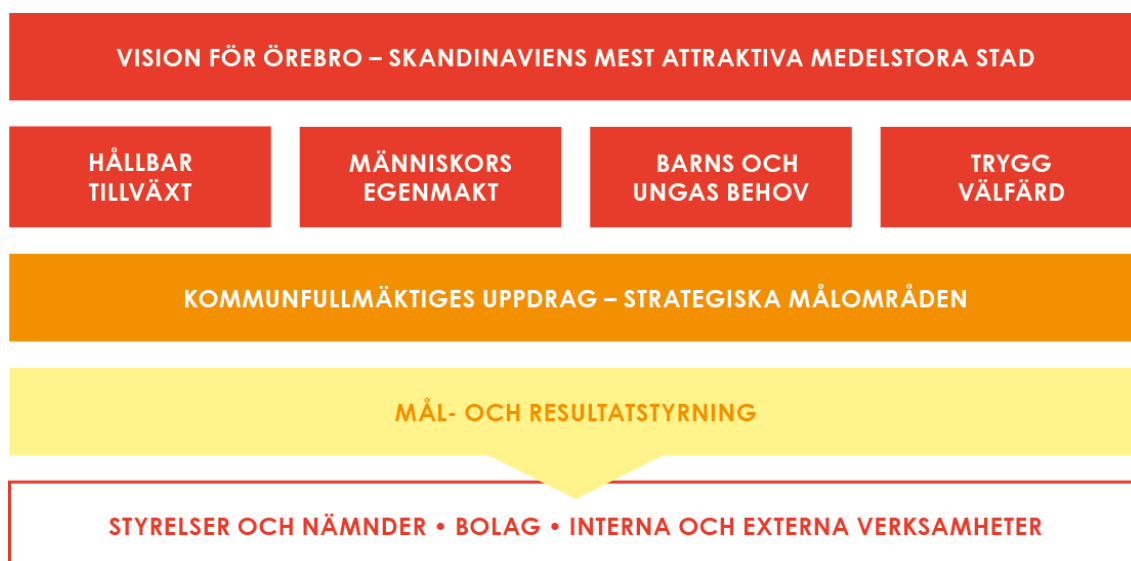 VISION FÖR ÖREBRO – SKANDINAVIENS MEST ATTRAKTIVA MEDELSTORA STAD
HÅLLBAR
TILLVÄXT
MÄNNISKORS
EGENMAKT
BARNS OCH
UNGAS BEHOV
TRYGG
VÄLFÄRD
KOMMUNFULLMÄKTIGES UPPDRAG – STRATEGISKA MÅLOMRÅDEN
MÅL- OCH RESULTATSTYRNING
STYRELSER OCH NÄMNDER • BOLAG • INTERNA OCH EXTERNA VERKSAMHETER